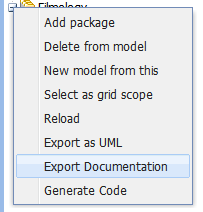 Filmology
Add package
Delete from model
New model from this
Select as grid scope
Reload
Export as UML
Export Documentation
Generate Code